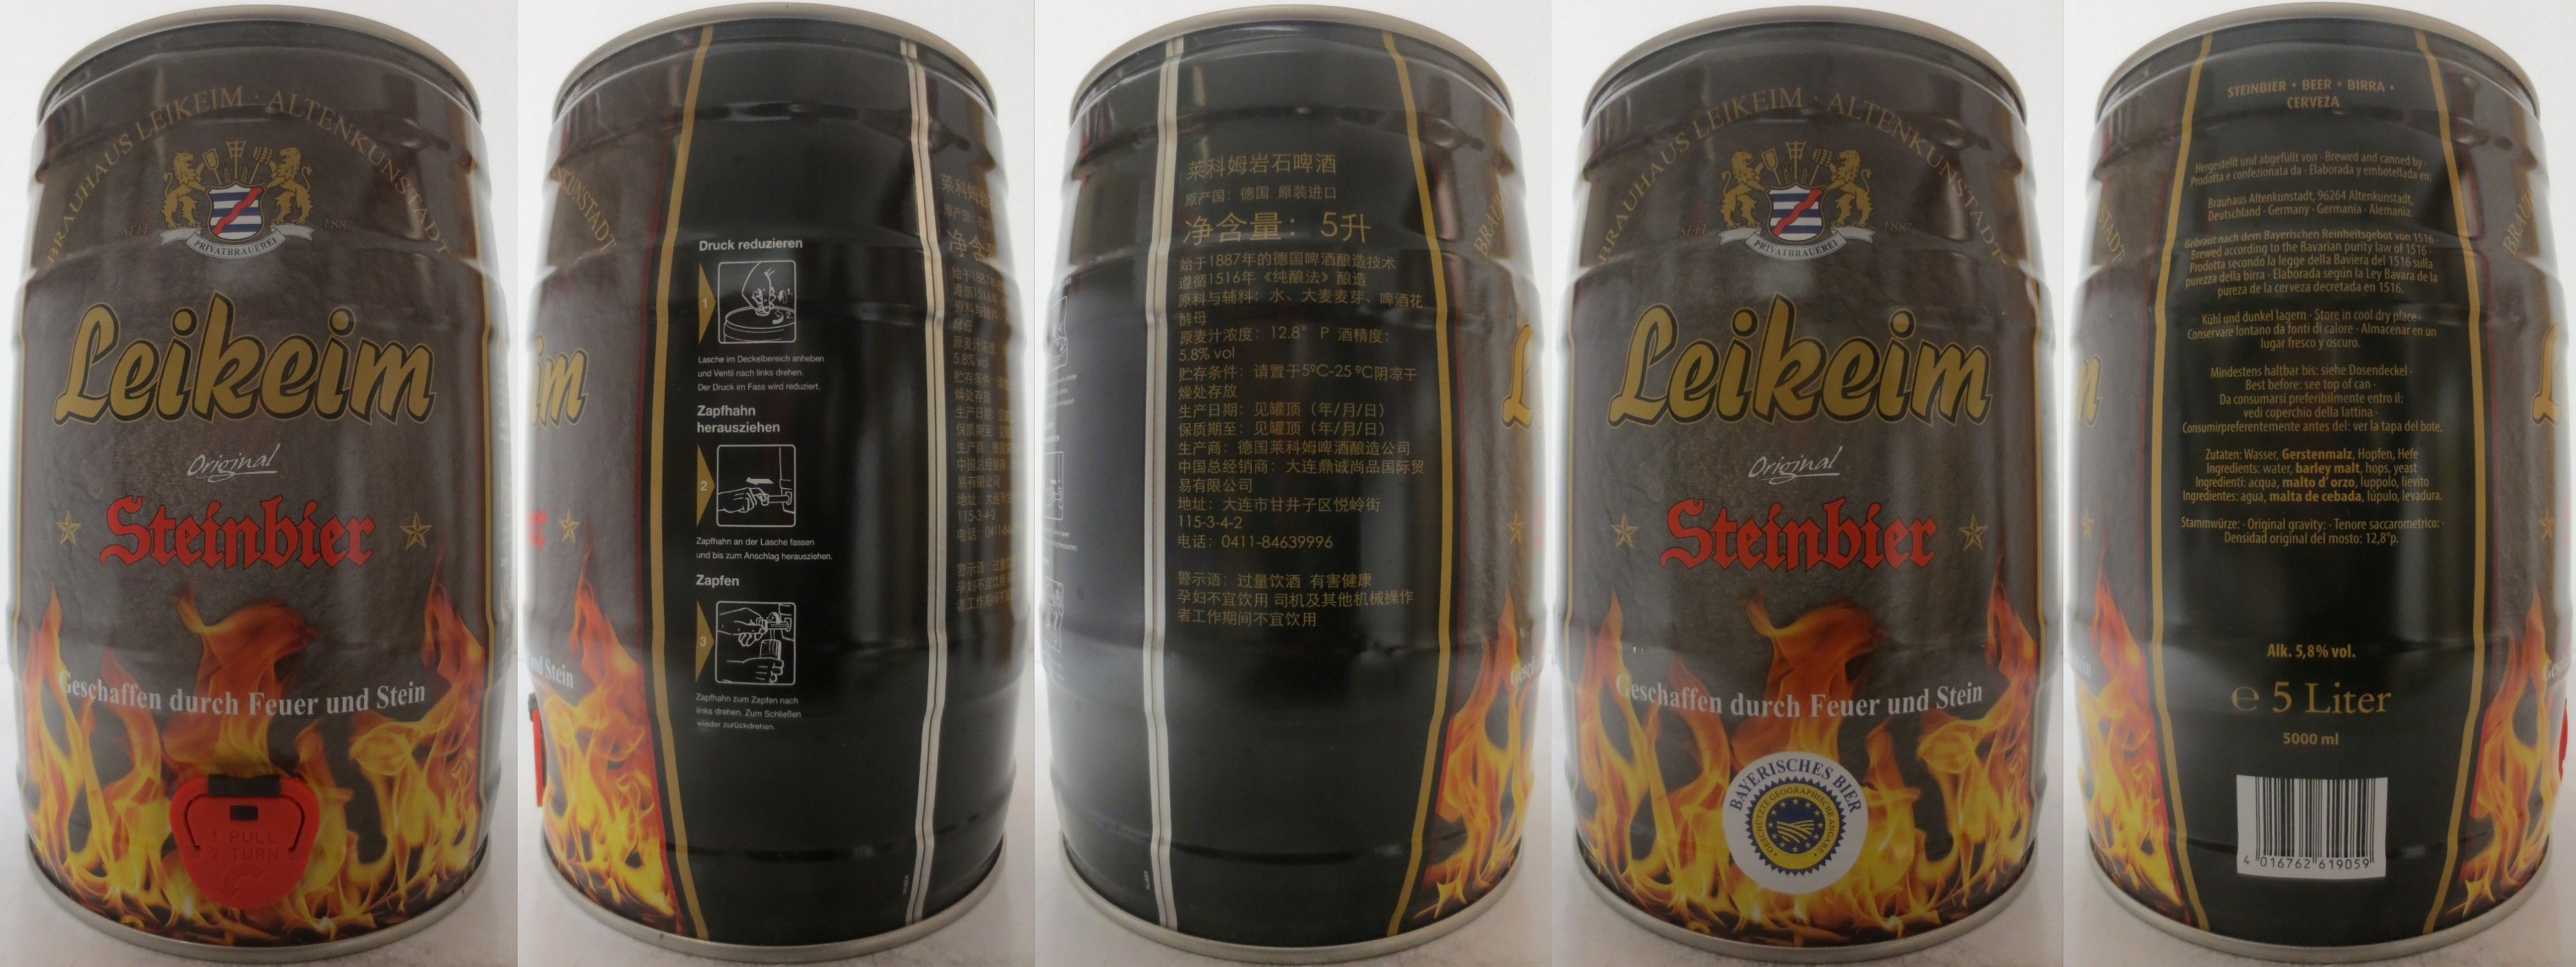 BRAUHAUS LEIKEIM · ALTENKUNSTADT
SEIT 1887
PRIVATBRAUEREI
Leikeim
Original
Steinbier
Geschaffen durch Feuer und Stein
1. PULL
2. TURN
Druck reduzieren
1
Lasche im Deckelbereich anheben
und Ventil nach links drehen.
Der Druck im Fass wird reduziert.
Zapfhahn
herausziehen
2
Zapfhahn an der Lasche fassen
und bis zum Anschlag herausziehen.
Zapfen
3
Zapfhahn zum Zapfen nach
links drehen. Zum Schließen
wieder zurückdrehen.
莱科姆岩石啤酒
原产国：德国 原装进口
净含量：5升
始于1887年的德国啤酒酿造技术
遵循1516年《纯酿法》酿造
原料与辅料：水、大麦麦芽、啤酒花
酵母
原麦汁浓度：12.8° P 酒精度：
5.8% vol
贮存条件：请置于5ºC-25 ºC阴凉干
燥处存放
生产日期：见罐顶（年/月/日）
保质期至：见罐顶（年/月/日）
生产商：德国莱科姆啤酒酿造公司
中国总经销商：大连鼎诚尚品国际贸
易有限公司
地址：大连市甘井子区悦岭街
115-3-4-2
电话：0411-84639996
警示语：过量饮酒 有害健康
孕妇不宜饮用 司机及其他机械操作
者工作期间不宜饮用
BRAUHAUS LEIKEIM · ALTENKUNSTADT
SEIT 1887
PRIVATBRAUEREI
Leikeim
Original
Steinbier
Geschaffen durch Feuer und Stein
BAYERISCHES BIER
GESCHÜTZTE GEOGRAPHISCHE ANGABE
STEINBIER • BEER • BIRRA •
CERVEZA
Hergestellt und abgefüllt von · Brewed and canned by ·
Prodotta e confezionata da · Elaborada y embotellada en:
Brauhaus Altenkunstadt, 96264 Altenkunstadt,
Deutschland · Germany · Germania · Alemania.
Gebraut nach dem Bayerischen Reinheitsgebot von 1516 ·
Brewed according to the Bavarian purity law of 1516 ·
Prodotta secondo la legge della Baviera del 1516 sulla
purezza della birra · Elaborada según la Ley Bavara de la
pureza de la cerveza decretada en 1516.
Kühl und dunkel lagern · Store in cool dry place ·
Conservare lontano da fonti di calore · Almacenar en un
lugar fresco y oscuro.
Mindestens haltbar bis: siehe Dosendeckel ·
Best before: see top of can ·
Da consumarsi preferibilmente entro il:
vedi coperchio della lattina ·
Consumirpreferentemente antes del: ver la tapa del bote.
Zutaten: Wasser, Gerstenmalz, Hopfen, Hefe
Ingredients: water, barley malt, hops, yeast
Ingredienti: acqua, malto d'orzo, luppolo, lievito
Ingredientes: agua, malta de cebada, lúpulo, levadura.
Stammwürze: · Original gravity: · Tenore saccarometrico: ·
Densidad original del mosto: 12,8°p.
Alk. 5,8% vol.
℮ 5 Liter
5000 ml
4 016762 619059